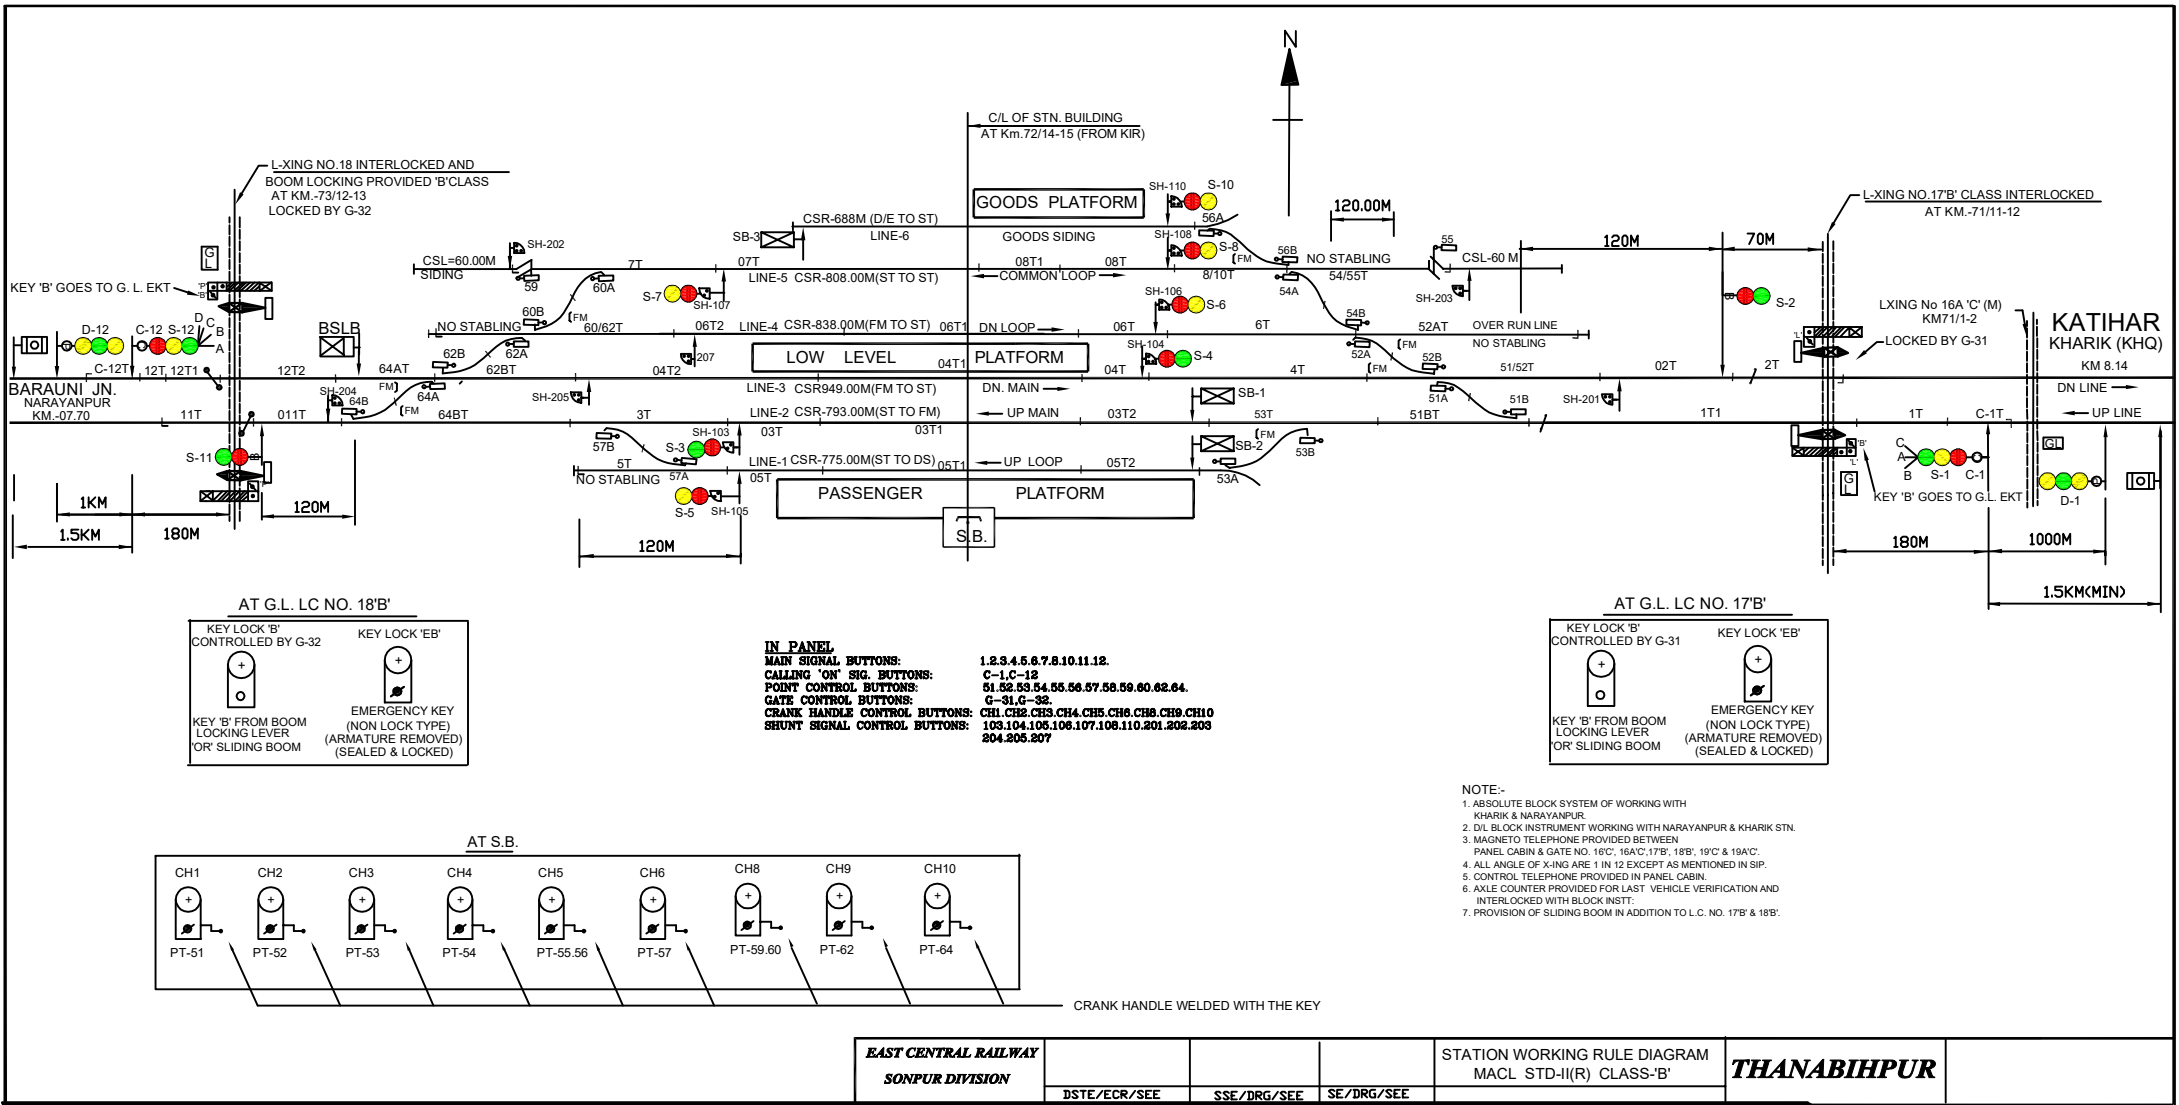 N
C/L OF STN. BUILDING
AT Km.72/14-15 (FROM KIR)
L-XING NO.18 INTERLOCKED AND
BOOM LOCKING PROVIDED 'B'CLASS
AT KM.-73/12-13
LOCKED BY G-32
L-XING NO.17'B' CLASS INTERLOCKED
AT KM.-71/11-12
SH-110
S-10
GOODS PLATFORM
120.00M
CSR-688M (D/E TO ST)
56A
SB-3
LINE-6
GOODS SIDING
SH-108
S-8
56B
55
120M
70M
GL
SH-202
(FM
CSL=60.00M
SIDING
7T
07T
08T1
08T
NO STABLING
CSL-60 M
59
60A
LINE-5 CSR-808.00M(ST TO ST)
COMMON LOOP
8/10T
54/55T
54A
KEY 'B' GOES TO G. L. EKT
'P'
'B'
S-7
SH-107
SH-106
S-6
SH-203
S-2
LXING No 16A 'C' (M)
KM71/1-2
KATIHAR
KHARIK (KHQ)
KM 8.14
60B
(FM
54B
D-12
C-12
S-12
D
C
B
A
BSLB
NO STABLING
60/62T
06T2
LINE-4 CSR-838.00M(FM TO ST)
06T1
DN LOOP
06T
6T
52AT
OVER RUN LINE
NO STABLING
'L'
LOCKED BY G-31
62B
62A
207
LOW LEVEL PLATFORM
SH-104
S-4
52A
52B
(FM
C-12T
12T
12T1
12T2
64AT
62BT
04T2
04T1
04T
4T
51/52T
02T
2T
BARAUNI JN.
NARAYANPUR
KM.-07.70
SH-204
FM
64A
SH-205
LINE-3 CSR949.00M(FM TO ST)
DN. MAIN
SB-1
51A
51B
SH-201
DN LINE
64B
(FM
11T
011T
64BT
3T
LINE-2 CSR-793.00M(ST TO FM)
UP MAIN
03T2
53T
51BT
1T1
1T
C-1T
UP LINE
03T
03T1
57B
SH-103
S-3
SB-2
(FM
53B
S-11
'B'
C
A
B
S-1
C-1
GL
5T
LINE-1 CSR-775.00M(ST TO DS)
05T1
UP LOOP
05T2
NO STABLING
57A
05T
53A
'L'
GL
KEY 'B' GOES TO G.L. EKT
D-1
S-5
SH-105
PASSENGER PLATFORM
S.B.
1KM
120M
1.5KM
180M
120M
180M
1000M
1.5KM(MIN)
AT G.L. LC NO. 18'B'
KEY LOCK 'B'
CONTROLLED BY G-32
KEY LOCK 'EB'
KEY 'B' FROM BOOM
LOCKING LEVER
'OR' SLIDING BOOM
EMERGENCY KEY
(NON LOCK TYPE)
(ARMATURE REMOVED)
(SEALED & LOCKED)
AT G.L. LC NO. 17'B'
KEY LOCK 'B'
CONTROLLED BY G-31
KEY LOCK 'EB'
KEY 'B' FROM BOOM
LOCKING LEVER
'OR' SLIDING BOOM
EMERGENCY KEY
(NON LOCK TYPE)
(ARMATURE REMOVED)
(SEALED & LOCKED)
IN PANEL
MAIN SIGNAL BUTTONS: 1.2.3.4.5.6.7.8.10.11.12.
CALLING 'ON' SIG. BUTTONS: C-1,C-12
POINT CONTROL BUTTONS: 51.52.53.54.55.56.57.58.59.60.62.64.
GATE CONTROL BUTTONS: G-31,G-32.
CRANK HANDLE CONTROL BUTTONS: CH1.CH2.CH3.CH4.CH5.CH6.CH8.CH9.CH10
SHUNT SIGNAL CONTROL BUTTONS: 103.104.105.106.107.108.110.201.202.203
204.205.207
NOTE:-
1. ABSOLUTE BLOCK SYSTEM OF WORKING WITH
KHARIK & NARAYANPUR.
2. D/L BLOCK INSTRUMENT WORKING WITH NARAYANPUR & KHARIK STN.
3. MAGNETO TELEPHONE PROVIDED BETWEEN
PANEL CABIN & GATE NO. 16'C', 16A'C',17'B', 18'B', 19'C' & 19A'C'.
4. ALL ANGLE OF X-ING ARE 1 IN 12 EXCEPT AS MENTIONED IN SIP.
5. CONTROL TELEPHONE PROVIDED IN PANEL CABIN.
6. AXLE COUNTER PROVIDED FOR LAST VEHICLE VERIFICATION AND
INTERLOCKED WITH BLOCK INSTT:
7. PROVISION OF SLIDING BOOM IN ADDITION TO L.C. NO. 17'B' & 18'B'.
AT S.B.
CH1 CH2 CH3 CH4 CH5 CH6 CH8 CH9 CH10
PT-51 PT-52 PT-53 PT-54 PT-55.56 PT-57 PT-59.60 PT-62 PT-64
CRANK HANDLE WELDED WITH THE KEY
EAST CENTRAL RAILWAY
SONPUR DIVISION
DSTE/ECR/SEE
SSE/DRG/SEE
SE/DRG/SEE
STATION WORKING RULE DIAGRAM
MACL STD-II(R) CLASS-'B'
THANABIHPUR